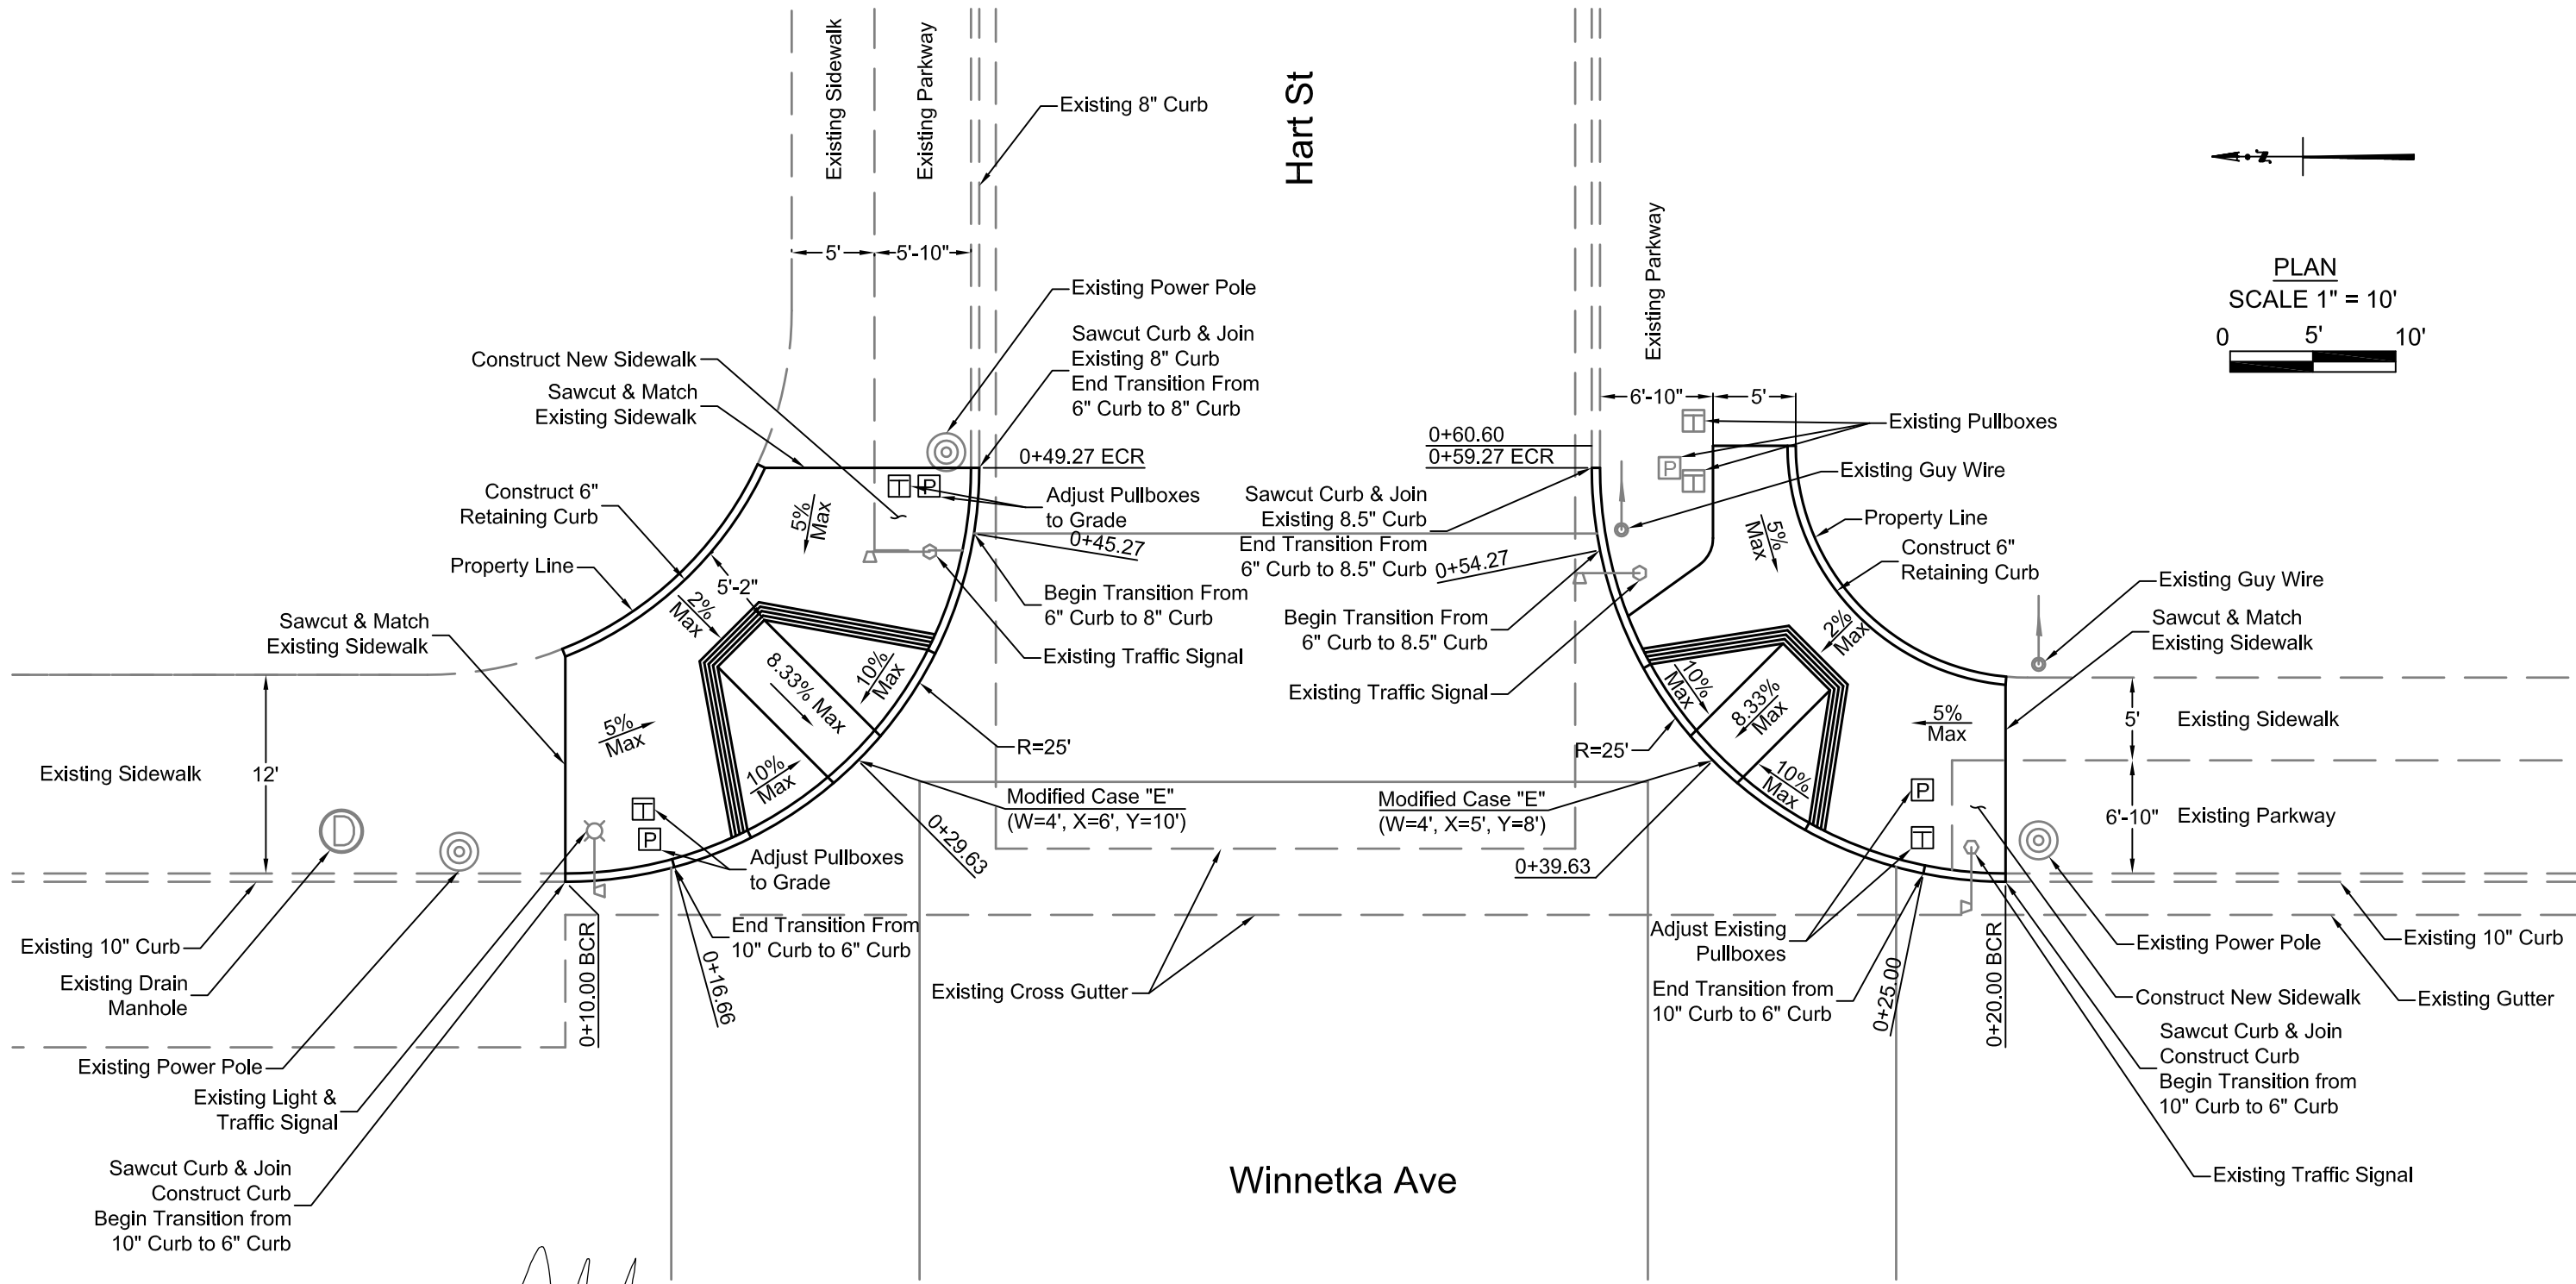 Existing Sidewalk
Existing Parkway
Existing 8" Curb
Hart St
N
5'
5'-10"
Existing Parkway
PLAN
SCALE 1" = 10'
0 5' 10'
Existing Power Pole
Sawcut Curb & Join
Existing 8" Curb
End Transition From
6" Curb to 8" Curb
Construct New Sidewalk
Sawcut & Match
Existing Sidewalk
6'-10"
5'
Existing Pullboxes
0+49.27 ECR
0+60.60
0+59.27 ECR
Existing Guy Wire
T
P
T
T
P
Construct 6"
Retaining Curb
5%
Max
Adjust Pullboxes
to Grade
0+45.27
Sawcut Curb & Join
Existing 8.5" Curb
End Transition From
6" Curb to 8.5" Curb
0+54.27
5%
Max
Property Line
Construct 6"
Retaining Curb
Property Line
5'-2"
2%
Max
Begin Transition From
6" Curb to 8" Curb
Begin Transition From
6" Curb to 8.5" Curb
Existing Guy Wire
Sawcut & Match
Existing Sidewalk
Sawcut & Match
Existing Sidewalk
8.33% Max
10%
Max
Existing Traffic Signal
Existing Traffic Signal
10%
Max
8.33%
Max
2%
Max
5%
Max
R=25'
R=25'
5%
Max
5'
Existing Sidewalk
Existing Sidewalk
12'
10%
Max
10%
Max
Modified Case "E"
(W=4', X=6', Y=10')
Modified Case "E"
(W=4', X=5', Y=8')
P
T
6'-10"
Existing Parkway
D
T
P
Adjust Pullboxes
to Grade
0+29.63
0+39.63
Existing 10" Curb
Existing Drain
Manhole
0+10.00 BCR
End Transition From
10" Curb to 6" Curb
0+16.66
Existing Cross Gutter
Adjust Existing
Pullboxes
End Transition from
10" Curb to 6" Curb
0+25.00
0+20.00 BCR
Existing Power Pole
Existing 10" Curb
Construct New Sidewalk
Existing Gutter
Existing Power Pole
Existing Light &
Traffic Signal
Sawcut Curb & Join
Construct Curb
Begin Transition from
10" Curb to 6" Curb
Sawcut Curb & Join
Construct Curb
Begin Transition from
10" Curb to 6" Curb
Winnetka Ave
Existing Traffic Signal